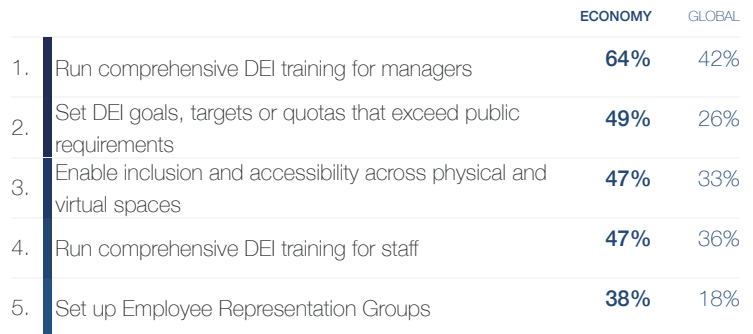 ECONOMY GLOBAL
1. Run comprehensive DEI training for managers 64% 42%
2. Set DEI goals, targets or quotas that exceed public requirements 49% 26%
3. Enable inclusion and accessibility across physical and virtual spaces 47% 33%
4. Run comprehensive DEI training for staff 47% 36%
5. Set up Employee Representation Groups 38% 18%